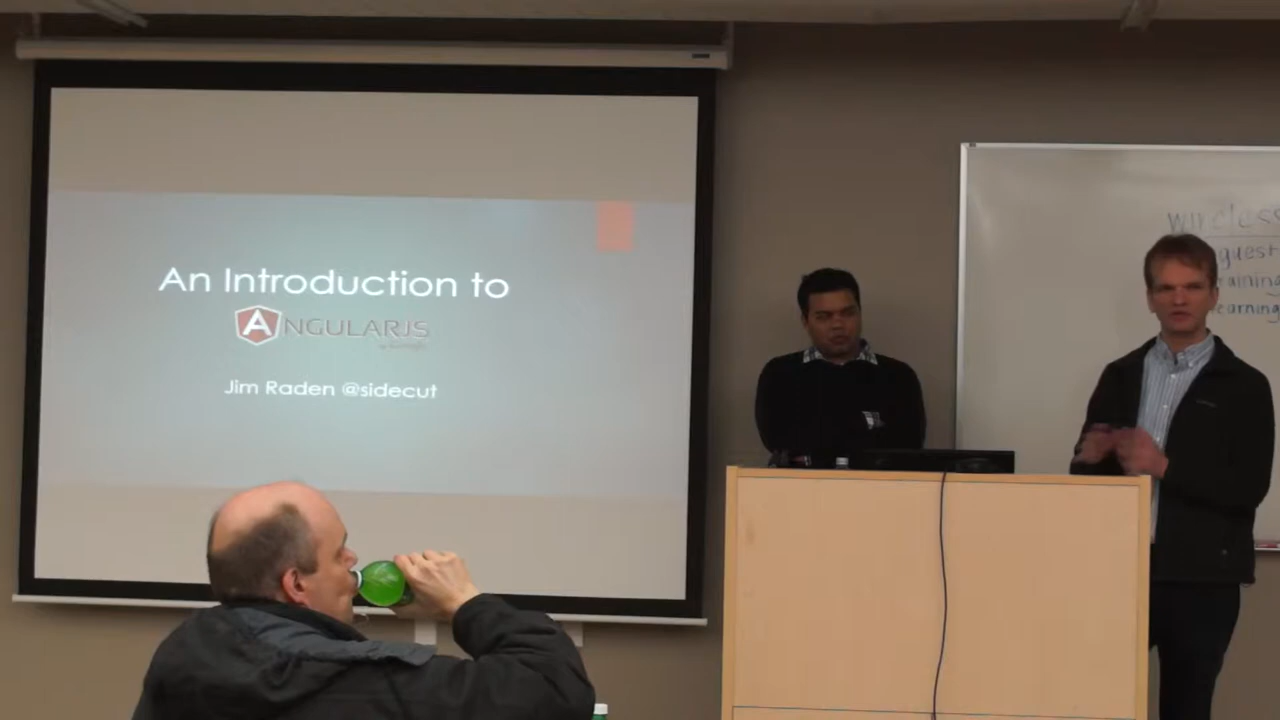 An Introduction to
ANGULARJS
Jim Raden @sidecut
wireless
guest